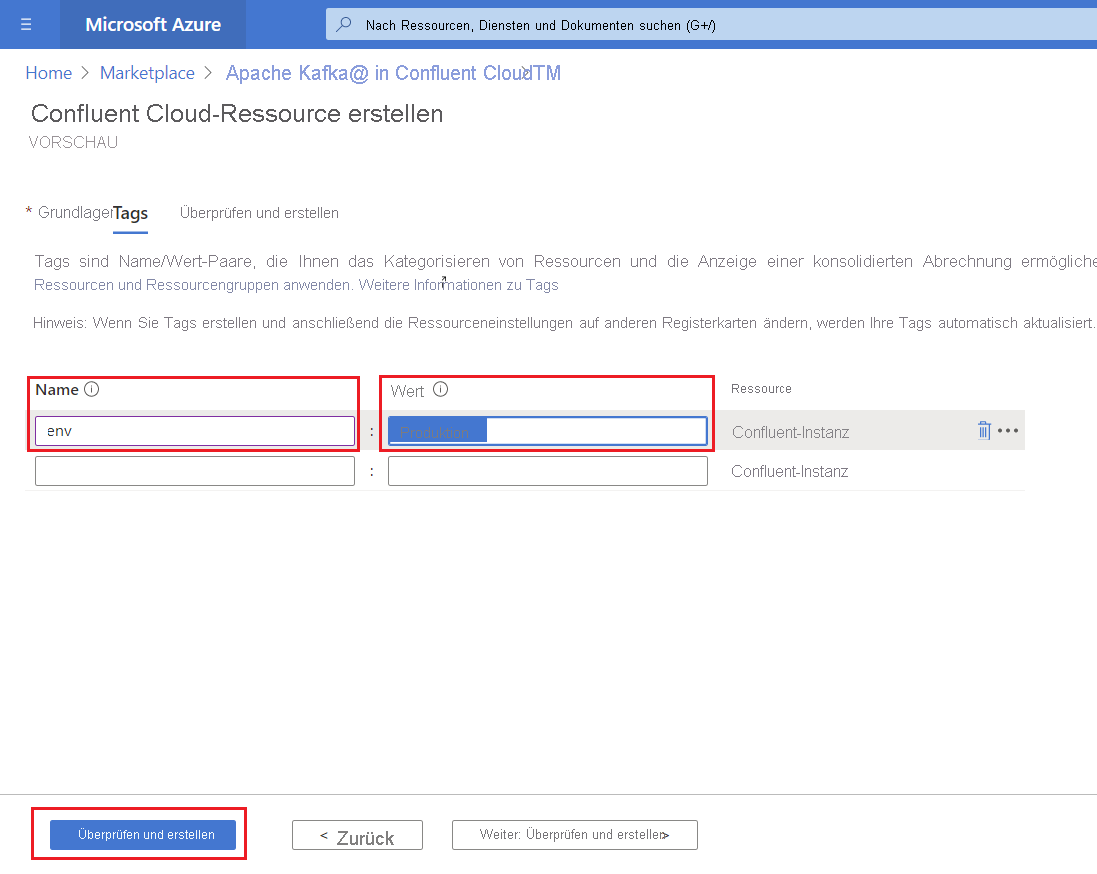 Microsoft Azure
Nach Ressourcen, Diensten und Dokumenten suchen (G+/)
Home > Marketplace > Apache Kafka@ in Confluent CloudTM
Confluent Cloud-Ressource erstellen
VORSCHAU
* Grundlagen Tags Überprüfen und erstellen
Tags sind Name/Wert-Paare, die Ihnen das Kategorisieren von Ressourcen und die Anzeige einer konsolidierten Abrechnung ermögliche
Ressourcen und Ressourcengruppen anwenden. Weitere Informationen zu Tags
Hinweis: Wenn Sie Tags erstellen und anschließend die Ressourceneinstellungen auf anderen Registerkarten ändern, werden Ihre Tags automatisch aktualisiert.
Name Wert Ressource
env : Produktion Confluent-Instanz
: Confluent-Instanz
Überprüfen und erstellen < Zurück Weiter: Überprüfen und erstellen >